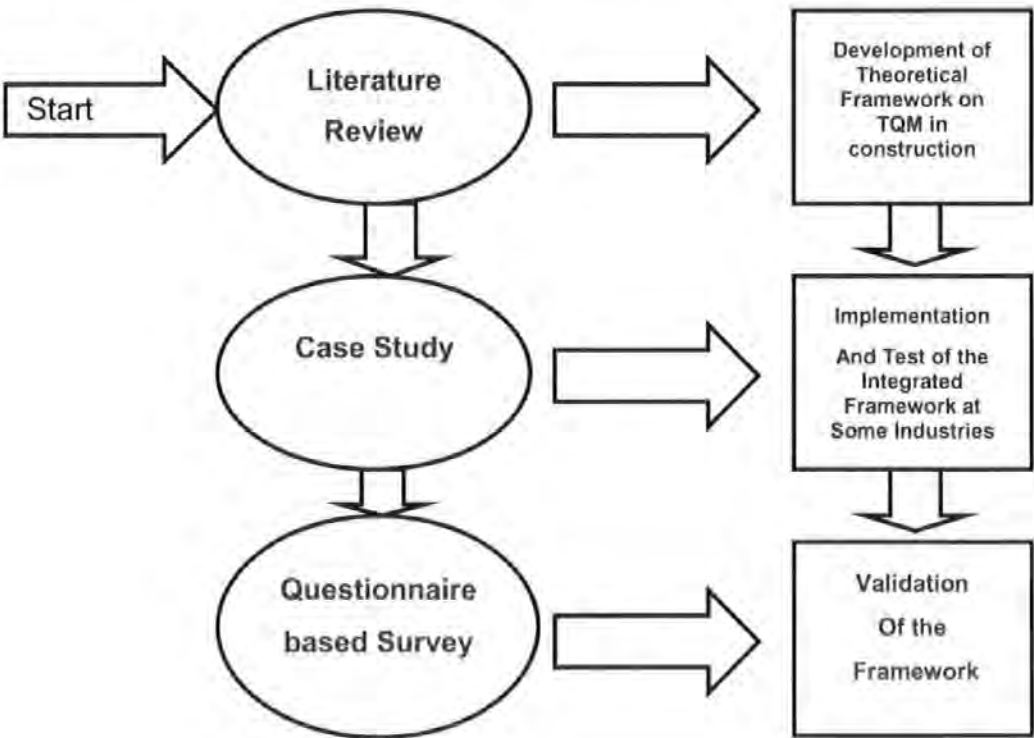 Start
Literature
Review
Development of
Theoretical
Framework on
TQM in
construction
Case Study
Implementation
And Test of the
Integrated
Framework at
Some Industries
Questionnaire
based Survey
Validation
Of the
Framework